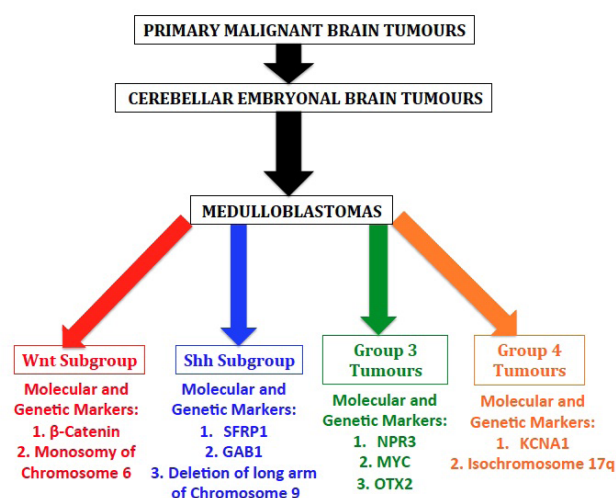 PRIMARY MALIGNANT BRAIN TUMOURS
CEREBELLAR EMBRYONAL BRAIN TUMOURS
MEDULLOBLASTOMAS
Wnt Subgroup
Molecular and
Genetic Markers:
1. β-Catenin
2. Monosomy of
Chromosome 6
Shh Subgroup
Molecular and
Genetic Markers:
1. SFRP1
2. GAB1
3. Deletion of long arm
of Chromosome 9
Group 3
Tumours
Molecular and
Genetic Markers:
1. NPR3
2. MYC
3. OTX2
Group 4
Tumours
Molecular and
Genetic Markers:
1. KCNA1
2. Isochromosome 17q